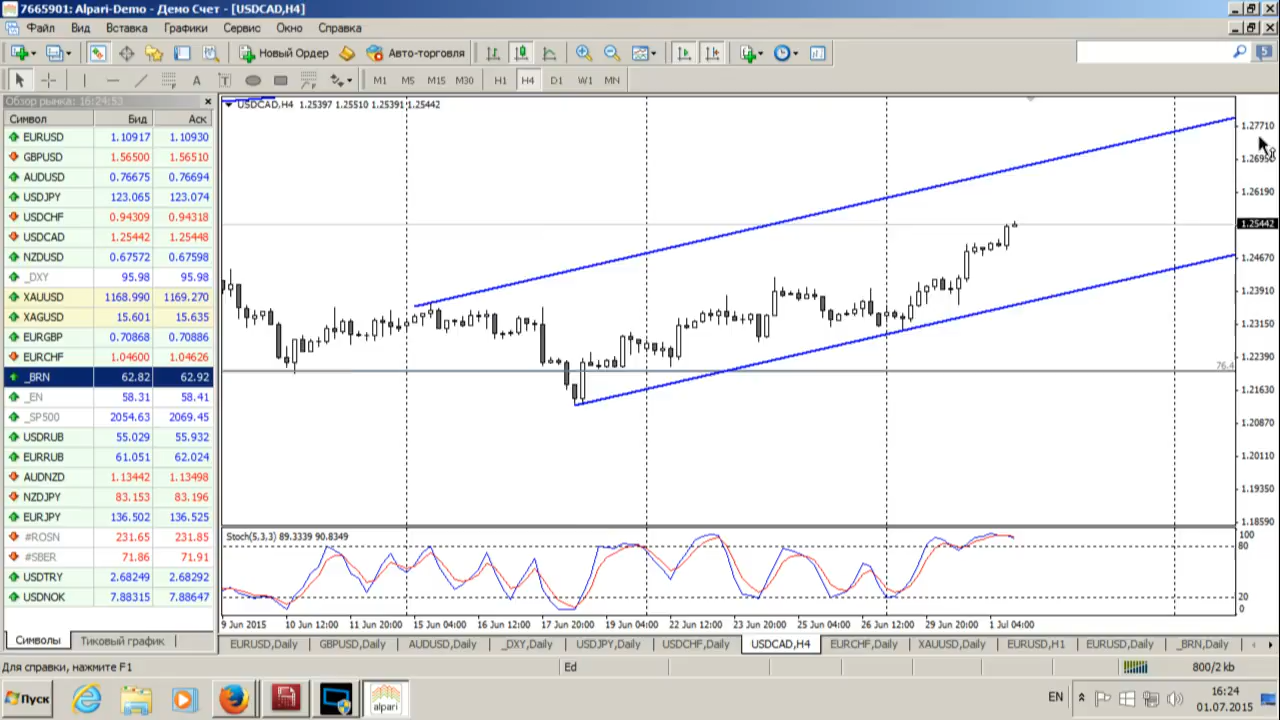 7665901: Alpari-Demo - Демо Счет - [USDCAD,H4]
Файл Вид Вставка Графики Сервис Окно Справка
Новый Ордер Авто-торговля 5
A T M1 M5 M15 M30 H1 H4 D1 W1 MN
Обзор рынка: 16:24:53
Символ Бид Аск
EURUSD 1.10917 1.10930
GBPUSD 1.56500 1.56510
AUDUSD 0.76675 0.76694
USDJPY 123.065 123.074
USDCHF 0.94309 0.94318
USDCAD 1.25442 1.25448
NZDUSD 0.67572 0.67598
_DXY 95.98 95.98
XAUUSD 1168.990 1169.270
XAGUSD 15.601 15.635
EURGBP 0.70868 0.70886
EURCHF 1.04600 1.04626
_BRN 62.82 62.92
_EN 58.31 58.41
_SP500 2054.63 2069.45
USDRUB 55.029 55.932
EURRUB 61.051 62.024
AUDNZD 1.13442 1.13498
NZDJPY 83.153 83.196
EURJPY 136.502 136.525
#ROSN 231.65 231.85
#SBER 71.86 71.91
USDTRY 2.68249 2.68292
USDNOK 7.88315 7.88647
Символы Тиковый график
USDCAD,H4 1.25397 1.25510 1.25391 1.25442
1.27710
1.26950
1.26190
1.25442
1.24670
1.23910
1.23150
1.22390
76.4
1.21630
1.20870
1.20110
1.19350
1.18590
Stoch(5,3,3) 89.3339 90.8349
100
80
20
0
9 Jun 2015 10 Jun 12:00 11 Jun 20:00 15 Jun 04:00 16 Jun 12:00 17 Jun 20:00 19 Jun 04:00 22 Jun 12:00 23 Jun 20:00 25 Jun 04:00 26 Jun 12:00 29 Jun 20:00 1 Jul 04:00
EURUSD,Daily GBPUSD,Daily AUDUSD,Daily _DXY,Daily USDJPY,Daily USDCHF,Daily USDCAD,H4 EURCHF,Daily XAUUSD,Daily EURUSD,H1 EURUSD,Daily _BRN,Daily
Для справки, нажмите F1 Ed 800/2 kb
Пуск alpari EN 16:24
01.07.2015